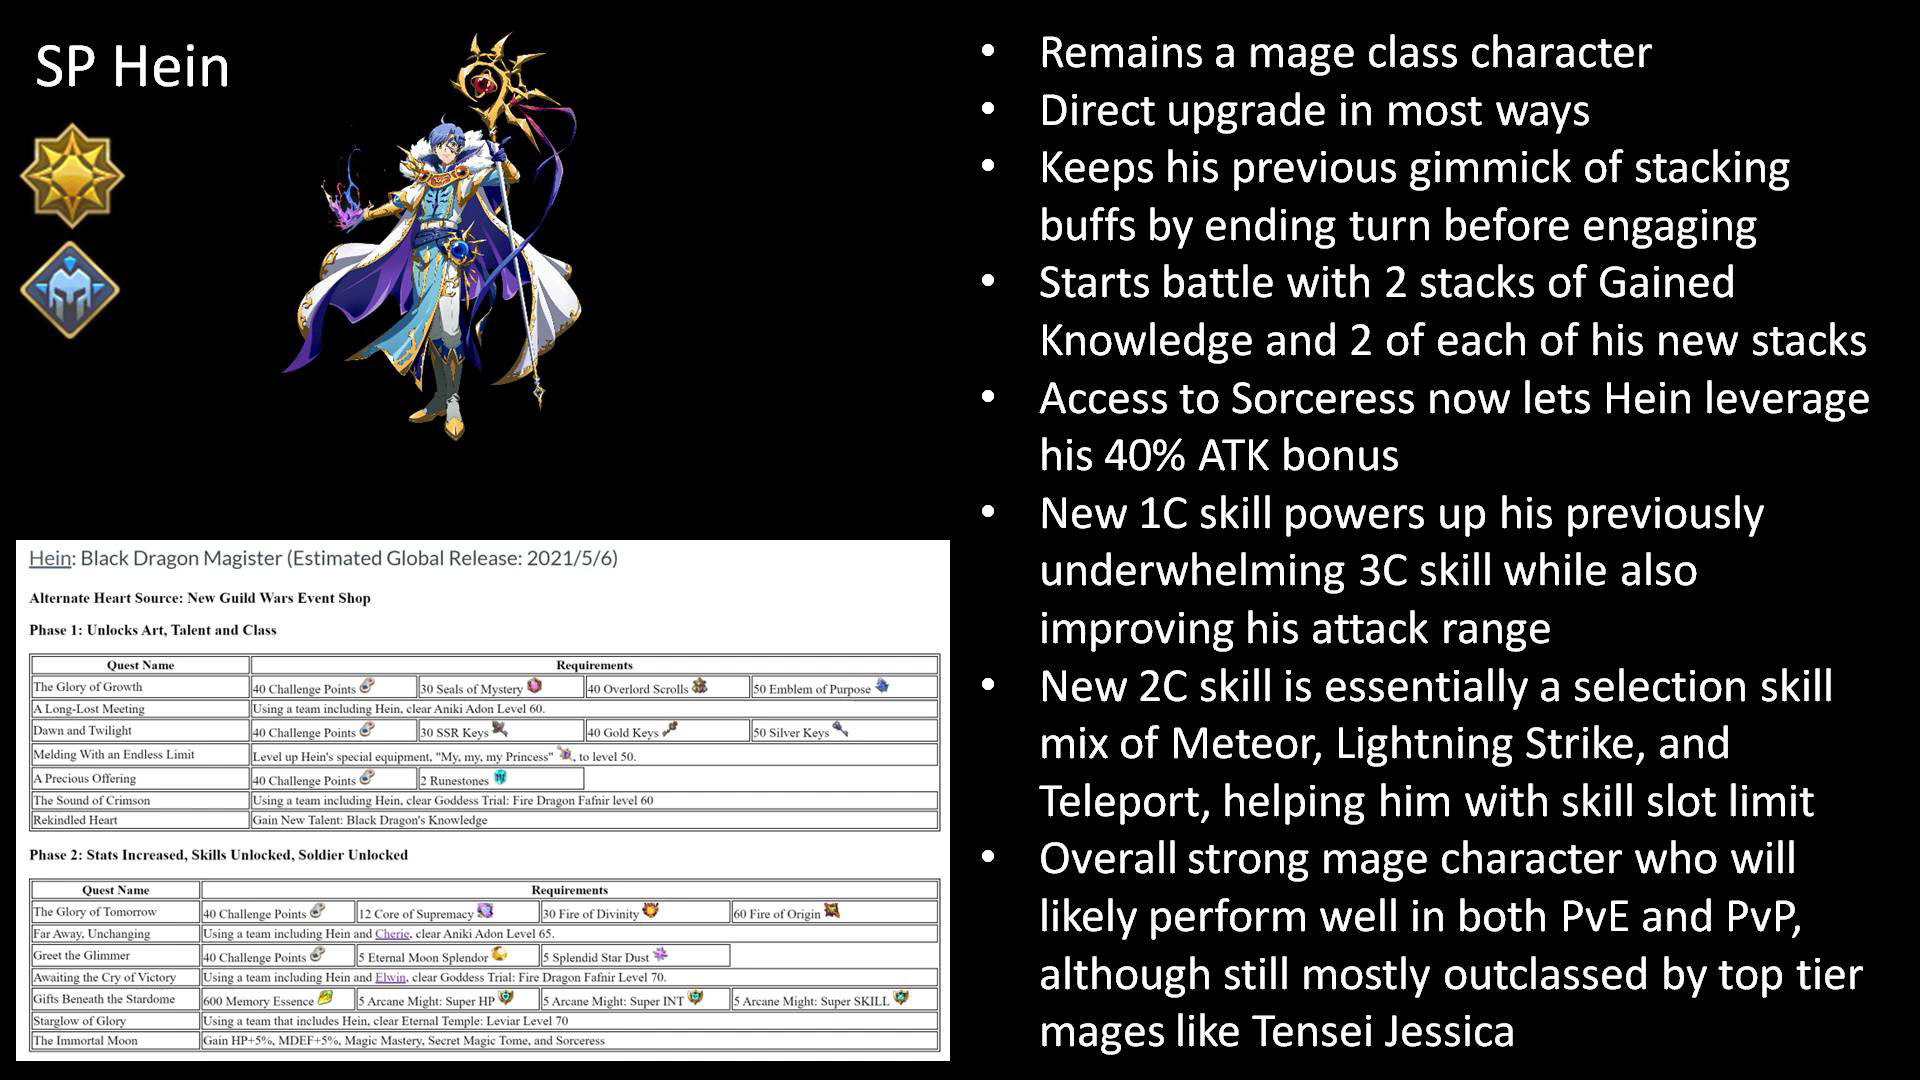 SP Hein
• Remains a mage class character
• Direct upgrade in most ways
• Keeps his previous gimmick of stacking
buffs by ending turn before engaging
• Starts battle with 2 stacks of Gained
Knowledge and 2 of each of his new stacks
• Access to Sorceress now lets Hein leverage
his 40% ATK bonus
• New 1C skill powers up his previously
underwhelming 3C skill while also
improving his attack range
• New 2C skill is essentially a selection skill
mix of Meteor, Lightning Strike, and
Teleport, helping him with skill slot limit
• Overall strong mage character who will
likely perform well in both PvE and PvP,
although still mostly outclassed by top tier
mages like Tensei Jessica
Hein: Black Dragon Magister (Estimated Global Release: 2021/5/6)
Alternate Heart Source: New Guild Wars Event Shop
Phase 1: Unlocks Art, Talent and Class
Quest Name Requirements
The Glory of Growth 40 Challenge Points 30 Seals of Mystery 40 Overlord Scrolls 50 Emblem of Purpose
A Long-Lost Meeting Using a team including Hein, clear Aniki Adon Level 60.
Dawn and Twilight 40 Challenge Points 30 SSR Keys 40 Gold Keys 50 Silver Keys
Melding With an Endless Limit Level up Hein's special equipment, "My, my, my Princess" , to level 50.
A Precious Offering 40 Challenge Points 2 Runestones
The Sound of Crimson Using a team including Hein, clear Goddess Trial: Fire Dragon Fafnir level 60
Rekindled Heart Gain New Talent: Black Dragon's Knowledge
Phase 2: Stats Increased, Skills Unlocked, Soldier Unlocked
Quest Name Requirements
The Glory of Tomorrow 40 Challenge Points 12 Core of Supremacy 30 Fire of Divinity 60 Fire of Origin
Far Away, Unchanging Using a team including Hein and Cherie, clear Aniki Adon Level 65.
Greet the Glimmer 40 Challenge Points 5 Eternal Moon Splendor 5 Splendid Star Dust
Awaiting the Cry of Victory Using a team including Hein and Elwin, clear Goddess Trial: Fire Dragon Fafnir Level 70.
Gifts Beneath the Stardome 600 Memory Essence 5 Arcane Might: Super HP 5 Arcane Might: Super INT 5 Arcane Might: Super SKILL
Starglow of Glory Using a team that includes Hein, clear Eternal Temple: Leviar Level 70
The Immortal Moon Gain HP+5%, MDEF+5%, Magic Mastery, Secret Magic Tome, and Sorceress